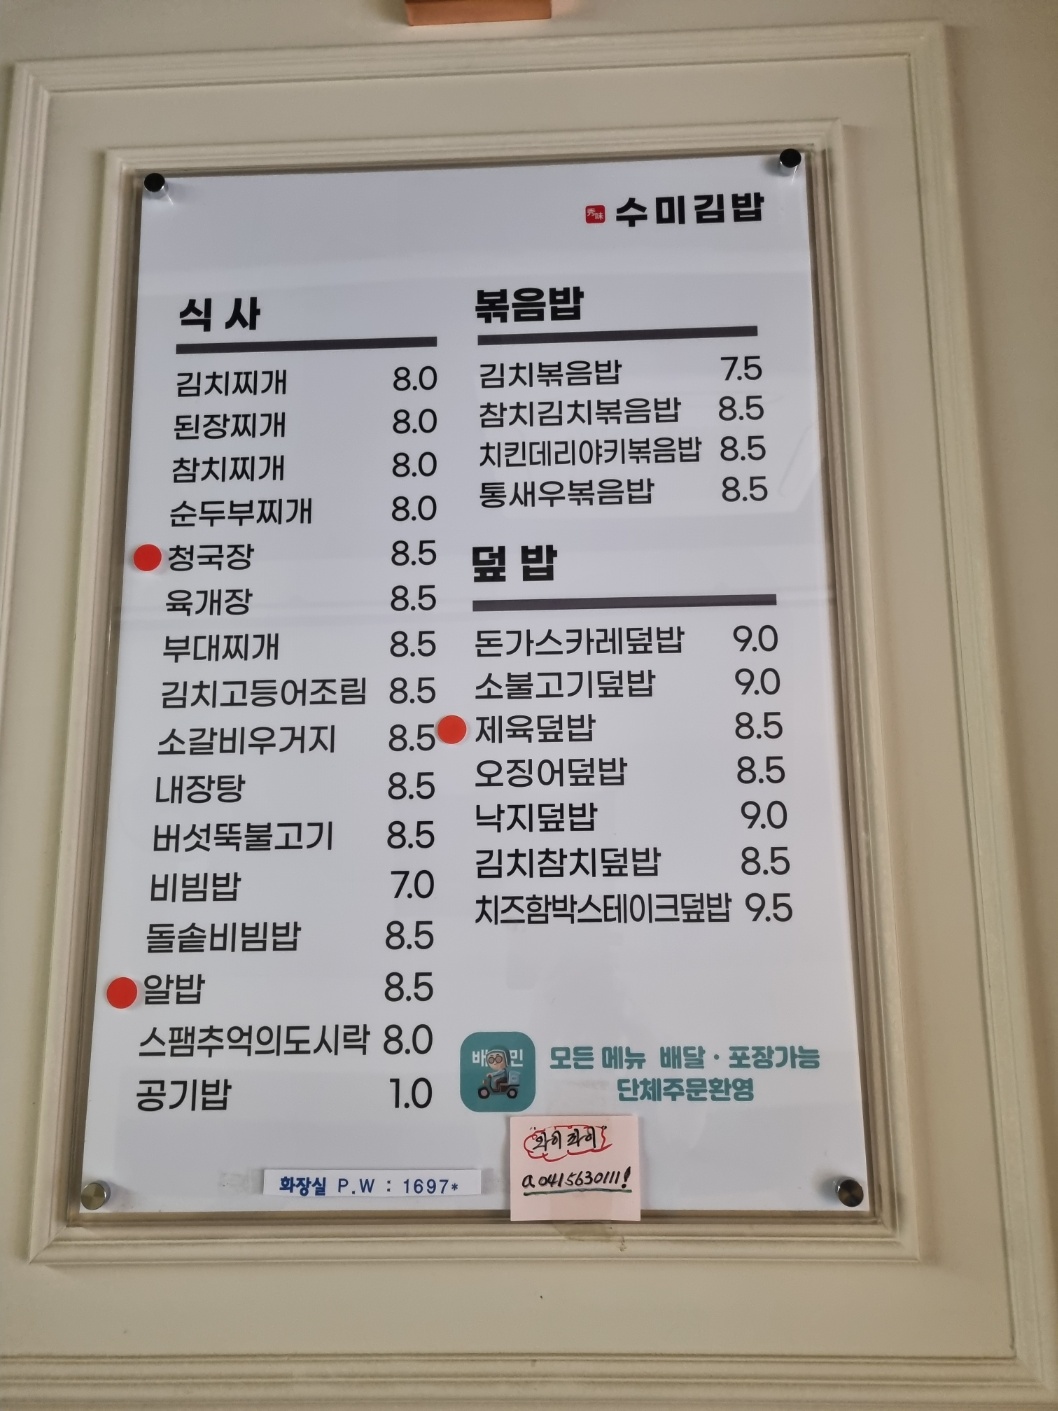 秀味 수미김밥
식사
김치찌개 8.0
된장찌개 8.0
참치찌개 8.0
순두부찌개 8.0
청국장 8.5
육개장 8.5
부대찌개 8.5
김치고등어조림 8.5
소갈비우거지 8.5
내장탕 8.5
버섯뚝불고기 8.5
비빔밥 7.0
돌솥비빔밥 8.5
알밥 8.5
스팸추억의도시락 8.0
공기밥 1.0
볶음밥
김치볶음밥 7.5
참치김치볶음밥 8.5
치킨데리야키볶음밥 8.5
통새우볶음밥 8.5
덮밥
돈가스카레덮밥 9.0
소불고기덮밥 9.0
제육덮밥 8.5
오징어덮밥 8.5
낙지덮밥 9.0
김치참치덮밥 8.5
치즈함박스테이크덮밥 9.5
배민
모든 메뉴 배달 · 포장가능
단체주문환영
화장실 P.W : 1697*
와이파이
a0415630111!